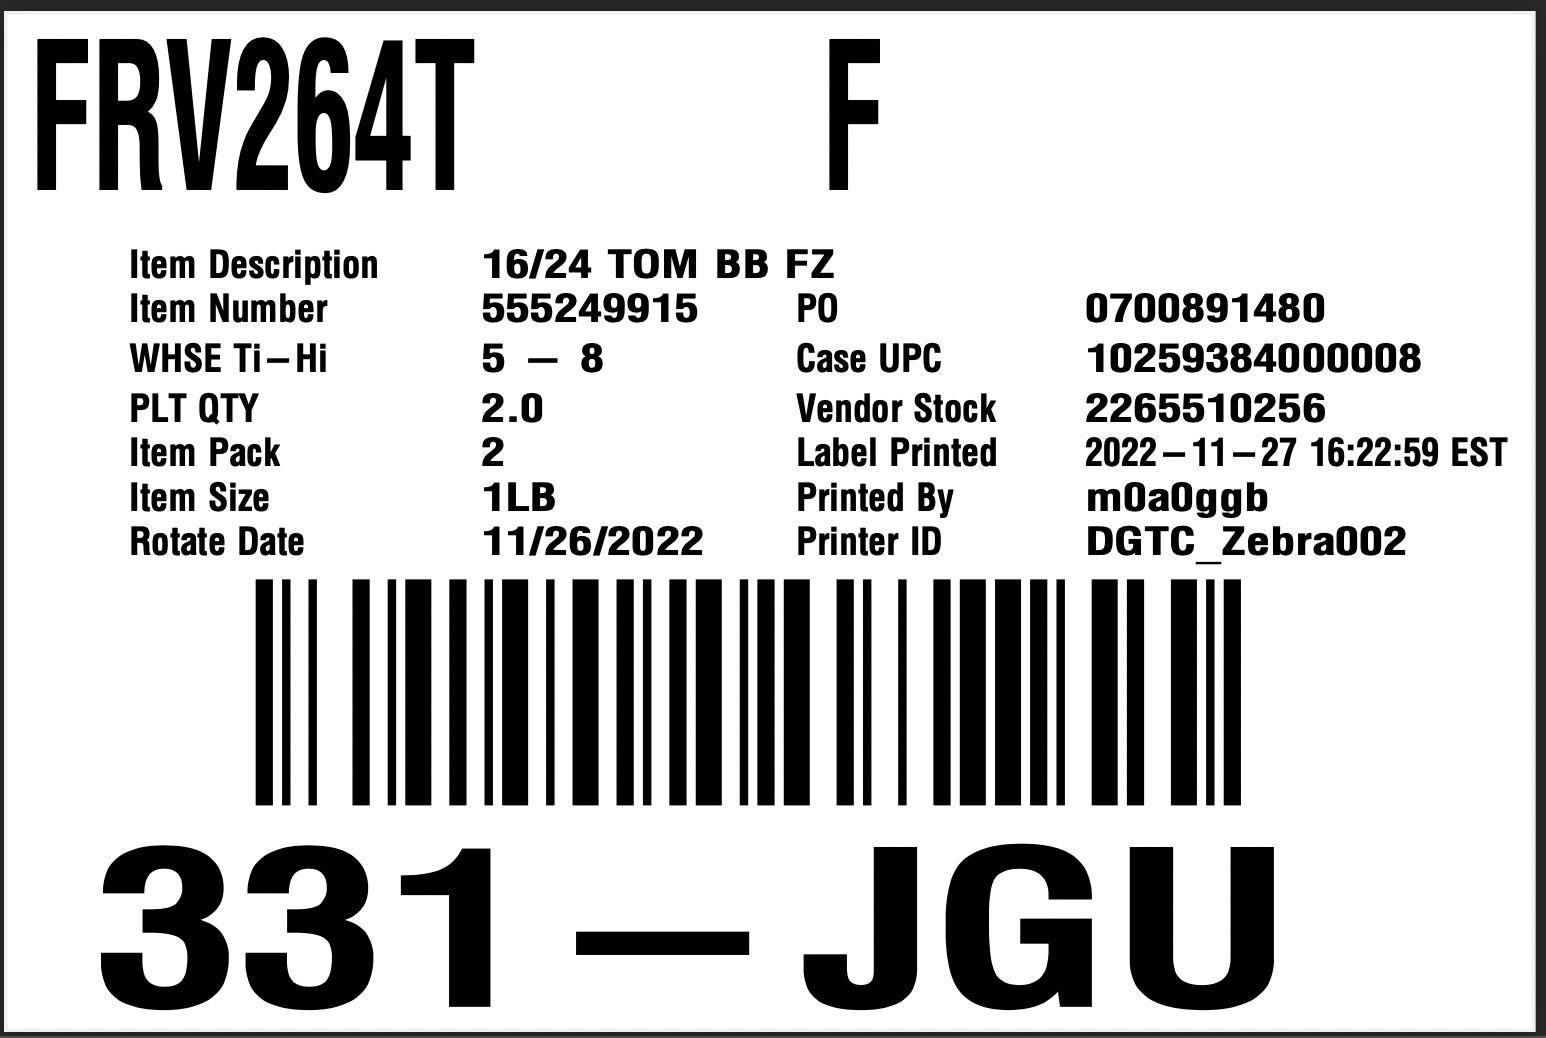 FRV264T F
Item Description 16/24 TOM BB FZ
Item Number 555249915 PO 0700891480
WHSE Ti–Hi 5 – 8 Case UPC 10259384000008
PLT QTY 2.0 Vendor Stock 2265510256
Item Pack 2 Label Printed 2022–11–27 16:22:59 EST
Item Size 1LB Printed By m0a0ggb
Rotate Date 11/26/2022 Printer ID DGTC_Zebra002
331–JGU